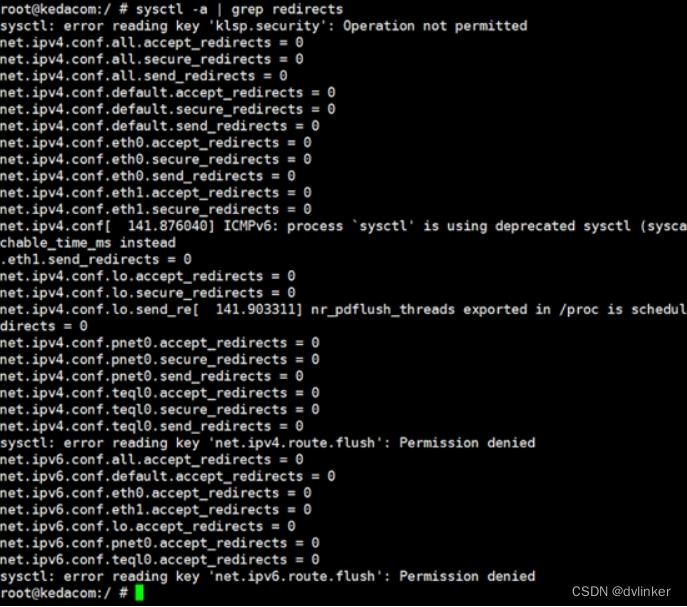 root@kedacom:/ # sysctl -a | grep redirects
sysctl: error reading key 'klsp.security': Operation not permitted
net.ipv4.conf.all.accept_redirects = 0
net.ipv4.conf.all.secure_redirects = 0
net.ipv4.conf.all.send_redirects = 0
net.ipv4.conf.default.accept_redirects = 0
net.ipv4.conf.default.secure_redirects = 0
net.ipv4.conf.default.send_redirects = 0
net.ipv4.conf.eth0.accept_redirects = 0
net.ipv4.conf.eth0.secure_redirects = 0
net.ipv4.conf.eth0.send_redirects = 0
net.ipv4.conf.eth1.accept_redirects = 0
net.ipv4.conf.eth1.secure_redirects = 0
net.ipv4.conf[  141.876040] ICMPv6: process `sysctl' is using deprecated sysctl (sysca
chable_time_ms instead
.eth1.send_redirects = 0
net.ipv4.conf.lo.accept_redirects = 0
net.ipv4.conf.lo.secure_redirects = 0
net.ipv4.conf.lo.send_re[  141.903311] nr_pdflush_threads exported in /proc is schedul
directs = 0
net.ipv4.conf.pnet0.accept_redirects = 0
net.ipv4.conf.pnet0.secure_redirects = 0
net.ipv4.conf.pnet0.send_redirects = 0
net.ipv4.conf.teql0.accept_redirects = 0
net.ipv4.conf.teql0.secure_redirects = 0
net.ipv4.conf.teql0.send_redirects = 0
sysctl: error reading key 'net.ipv4.route.flush': Permission denied
net.ipv6.conf.all.accept_redirects = 0
net.ipv6.conf.default.accept_redirects = 0
net.ipv6.conf.eth0.accept_redirects = 0
net.ipv6.conf.eth1.accept_redirects = 0
net.ipv6.conf.lo.accept_redirects = 0
net.ipv6.conf.pnet0.accept_redirects = 0
net.ipv6.conf.teql0.accept_redirects = 0
sysctl: error reading key 'net.ipv6.route.flush': Permission denied
root@kedacom:/ #
CSDN @dvlinker